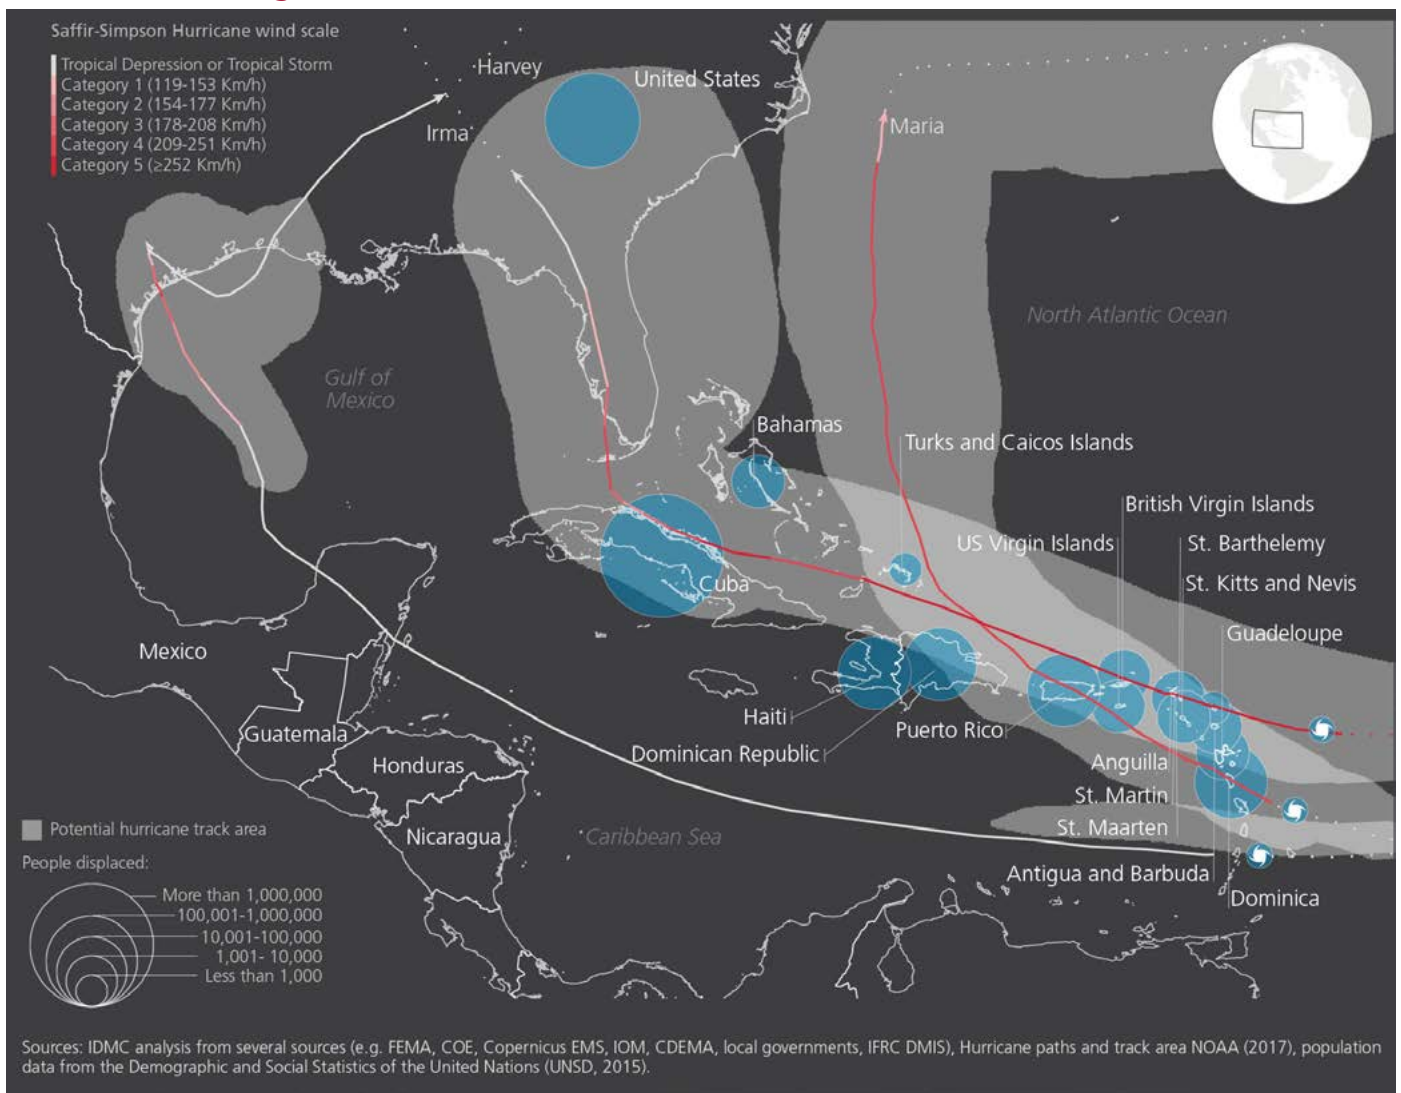 Saffir-Simpson Hurricane wind scale
Tropical Depression or Tropical Storm
Category 1 (119-153 Km/h)
Category 2 (154-177 Km/h)
Category 3 (178-208 Km/h)
Category 4 (209-251 Km/h)
Category 5 (≥252 Km/h)
Harvey
United States
Irma
Maria
North Atlantic Ocean
Gulf of
Mexico
Bahamas
Turks and Caicos Islands
British Virgin Islands
US Virgin Islands
St. Barthelemy
Cuba
St. Kitts and Nevis
Guadeloupe
Mexico
Haiti
Puerto Rico
Guatemala
Dominican Republic
Honduras
Anguilla
St. Martin
St. Maarten
Nicaragua
Caribbean Sea
Antigua and Barbuda
Dominica
Potential hurricane track area
People displaced:
More than 1,000,000
100,001-1,000,000
10,001-100,000
1,001- 10,000
Less than 1,000
Sources: IDMC analysis from several sources (e.g. FEMA, COE, Copernicus EMS, IOM, CDEMA, local governments, IFRC DMIS), Hurricane paths and track area NOAA (2017), population
data from the Demographic and Social Statistics of the United Nations (UNSD, 2015).